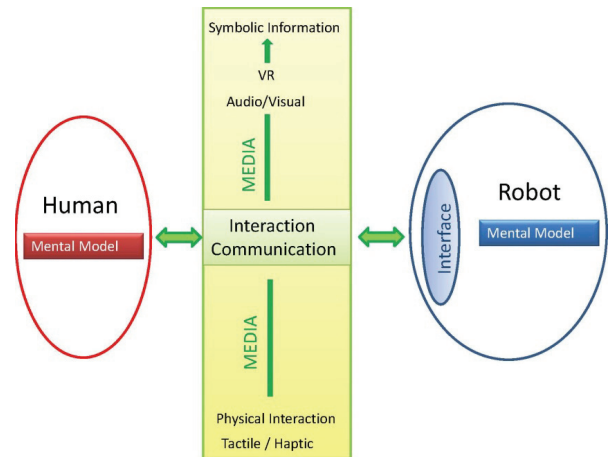 Symbolic Information
VR
Audio/Visual
MEDIA
Human
Mental Model
Interaction
Communication
Interface
Robot
Mental Model
MEDIA
Physical Interaction
Tactile / Haptic